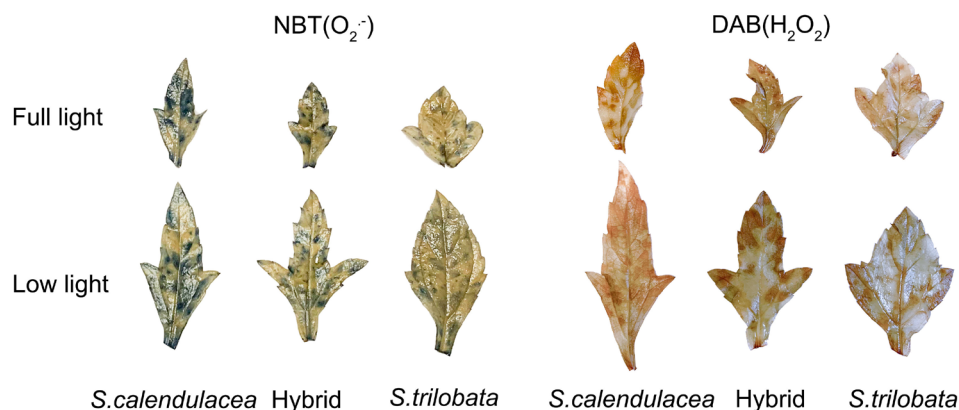 NBT(O₂·⁻) DAB(H₂O₂)
Full light
Low light
S.calendulacea Hybrid S.trilobata S.calendulacea Hybrid S.trilobata